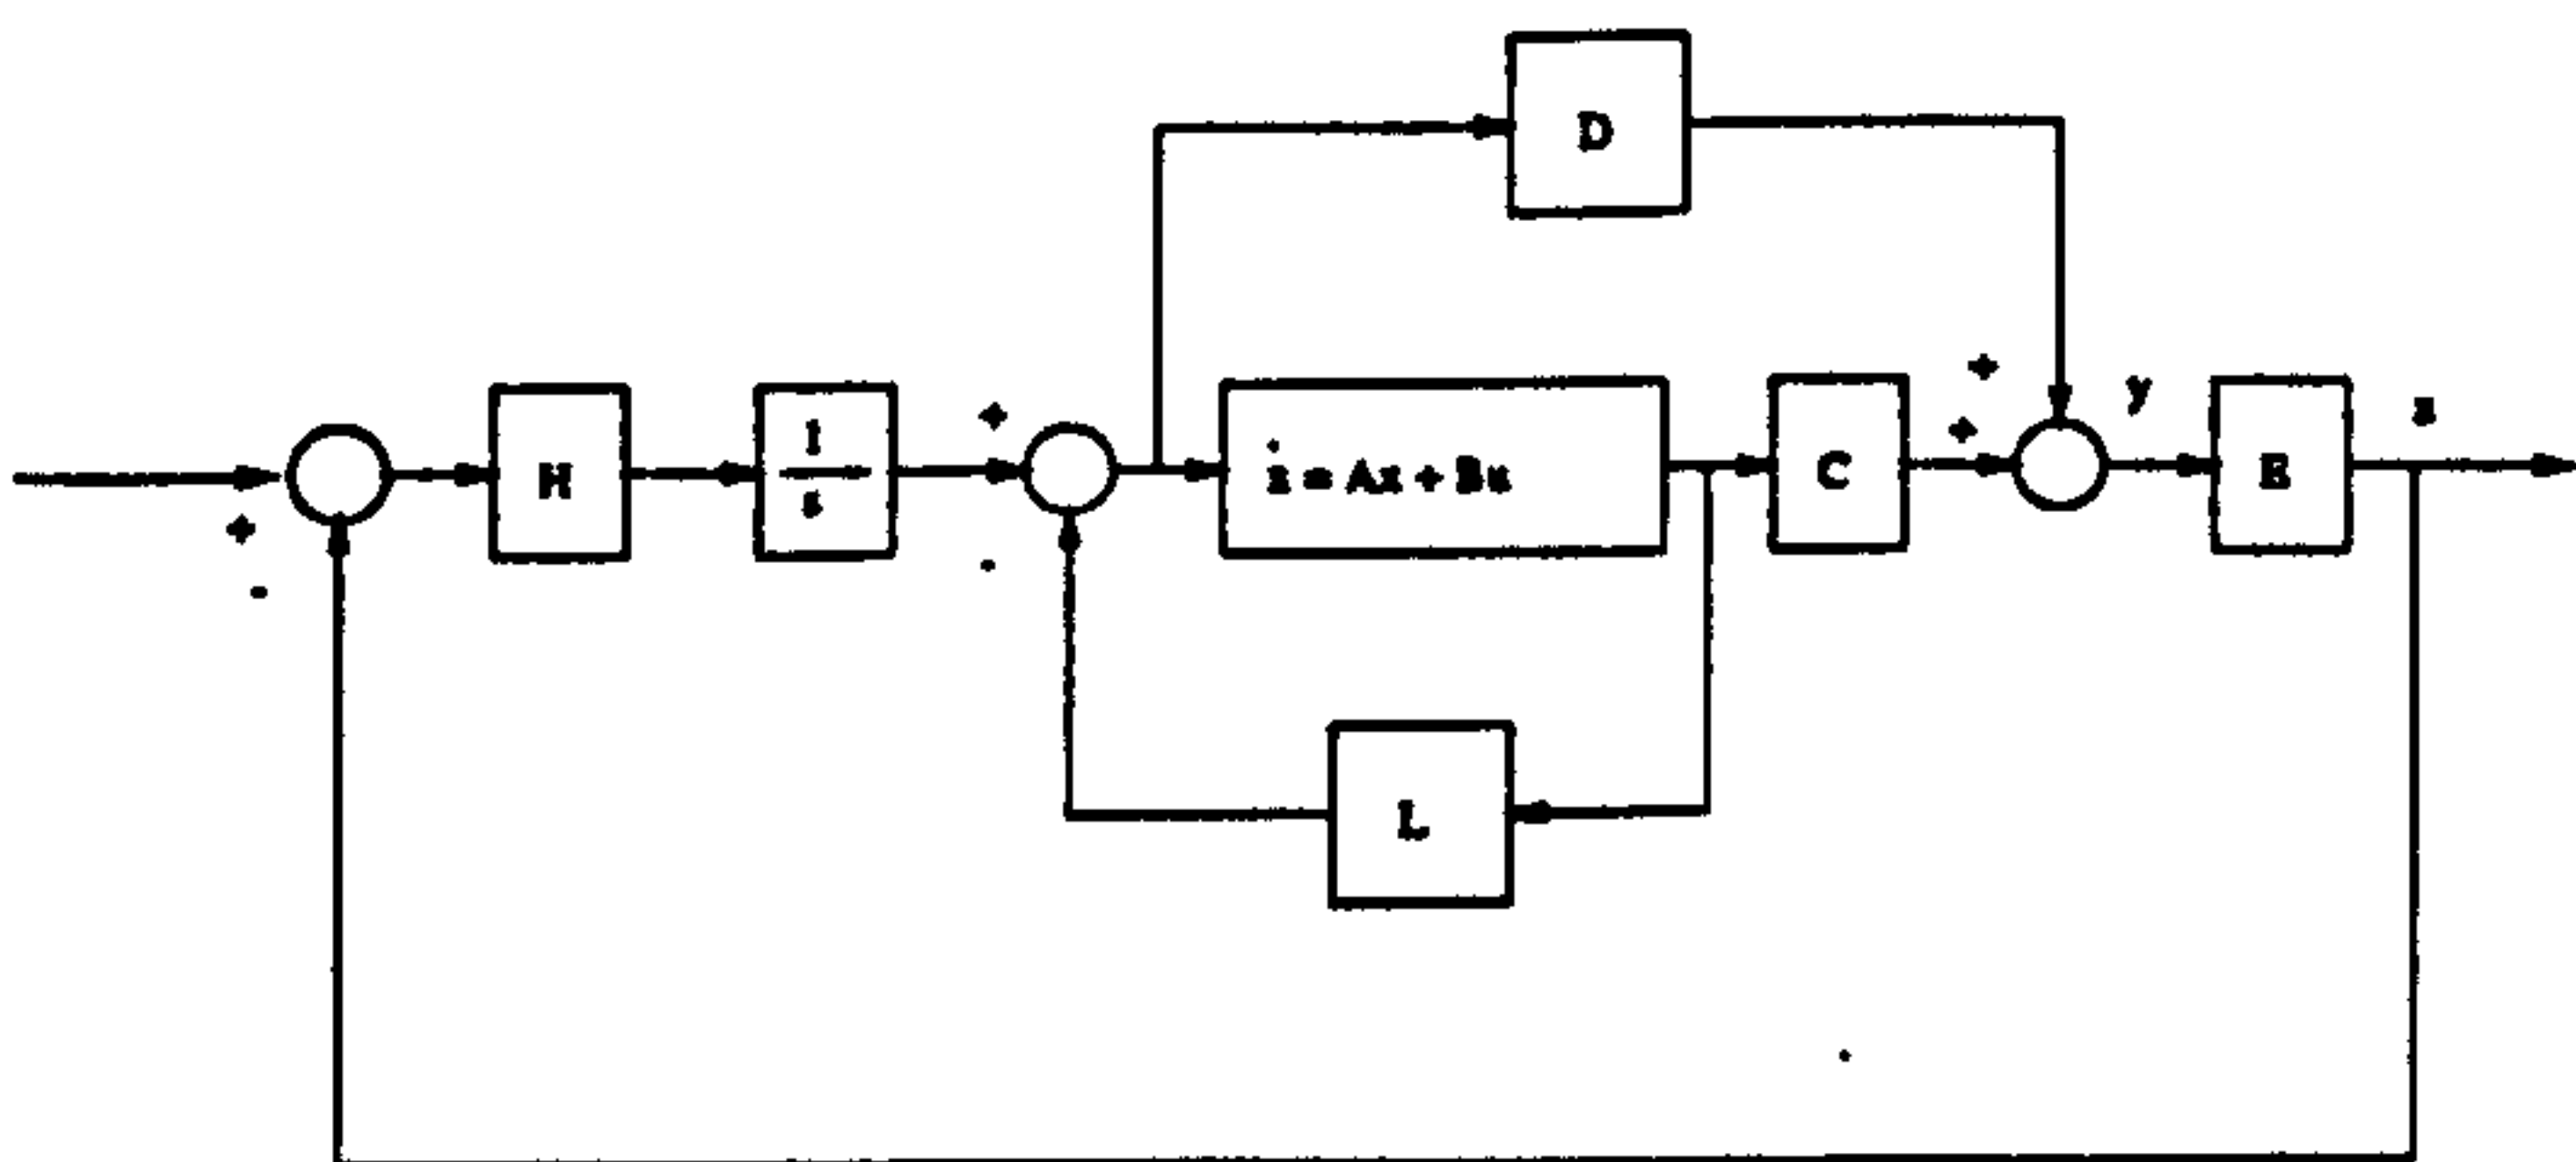 D
+
+
y
H
1
s
+
ẋ = Ax + Bu
+
C
E
z
+
-
-
L